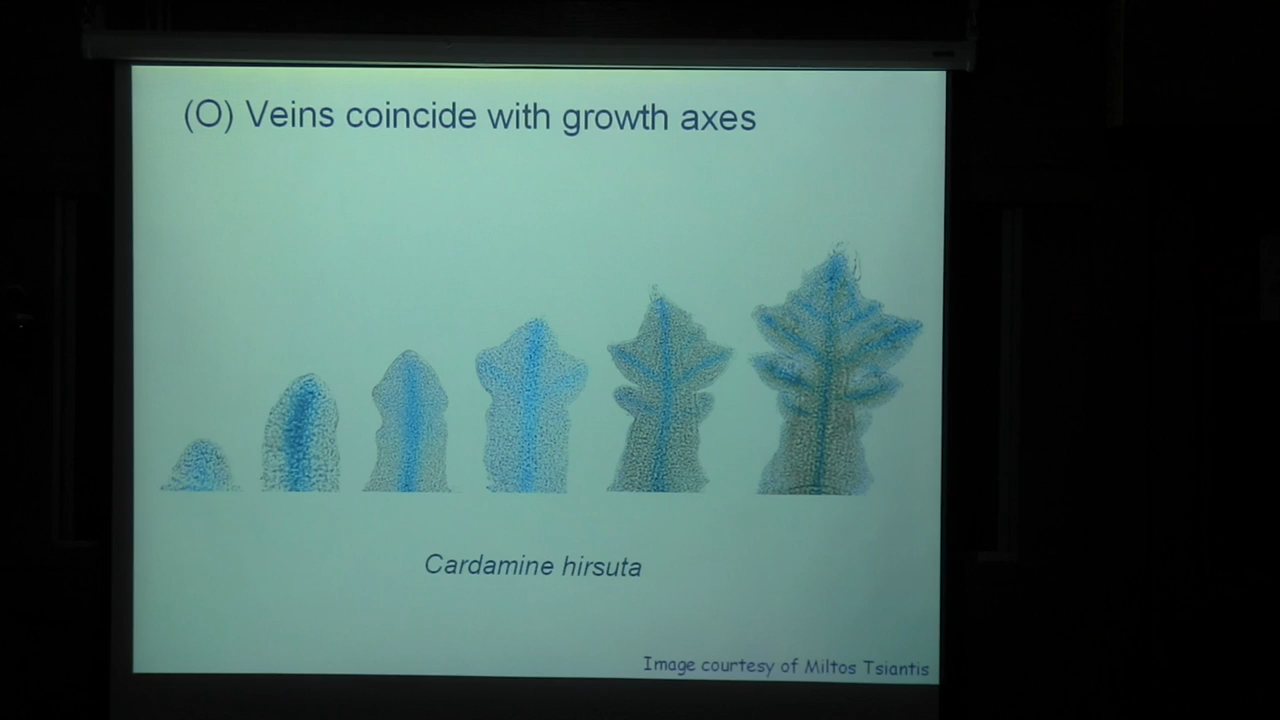 (O) Veins coincide with growth axes
Cardamine hirsuta
Image courtesy of Miltos Tsiantis